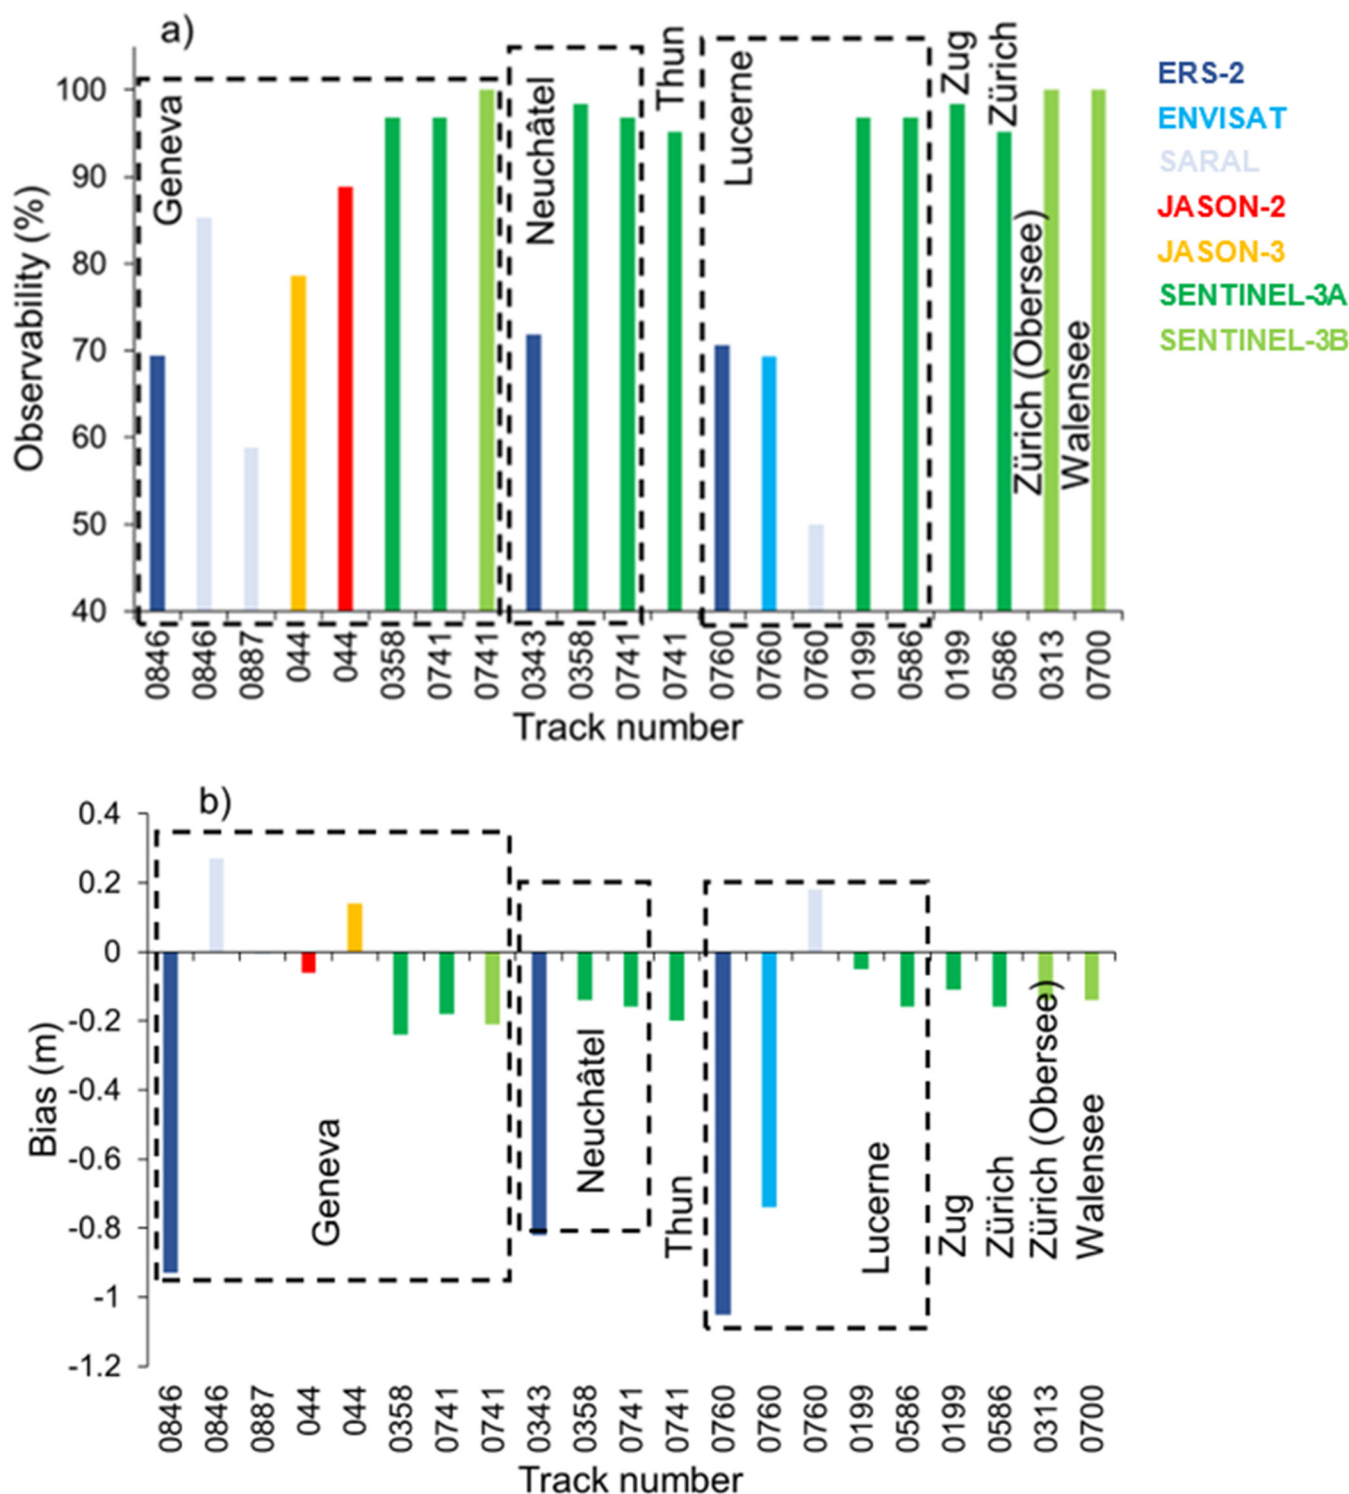 a)
Observability (%)
100
90
80
70
60
50
40
Geneva
Neuchâtel
Thun
Lucerne
Zug
Zürich
Zürich (Obersee)
Walensee
0846
0846
0887
044
044
0358
0741
0741
0343
0358
0741
0741
0760
0760
0760
0199
0586
0199
0586
0313
0700
Track number
ERS-2
ENVISAT
SARAL
JASON-2
JASON-3
SENTINEL-3A
SENTINEL-3B
b)
Bias (m)
0.4
0.2
0
-0.2
-0.4
-0.6
-0.8
-1
-1.2
Geneva
Neuchâtel
Thun
Lucerne
Zug
Zürich
Zürich (Obersee)
Walensee
0846
0846
0887
044
044
0358
0741
0741
0343
0358
0741
0741
0760
0760
0760
0199
0586
0199
0586
0313
0700
Track number